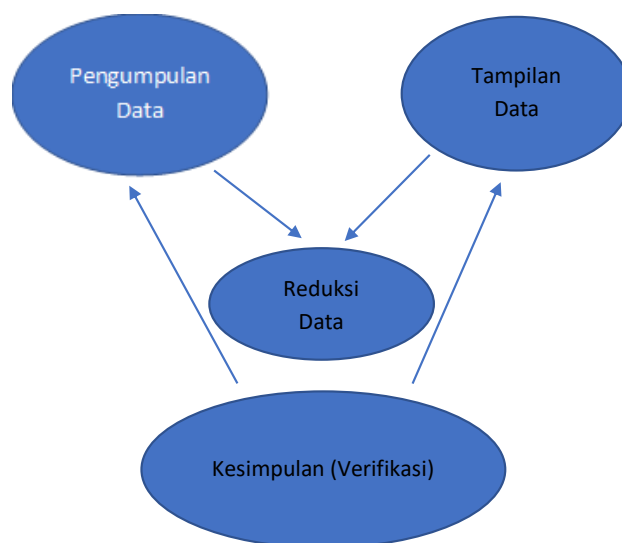 Pengumpulan
Data
Tampilan
Data
Reduksi
Data
Kesimpulan (Verifikasi)